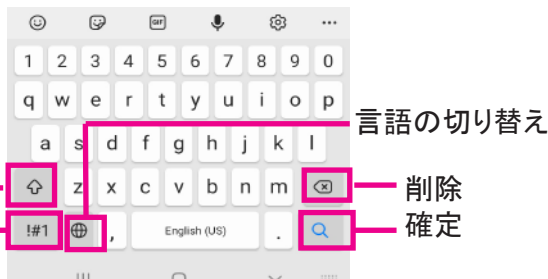 GIF
1 2 3 4 5 6 7 8 9 0
q w e r t y u i o p
言語の切り替え
a s d f g h j k l
z x c v b n m
削除
!#1 , English (US) .
確定